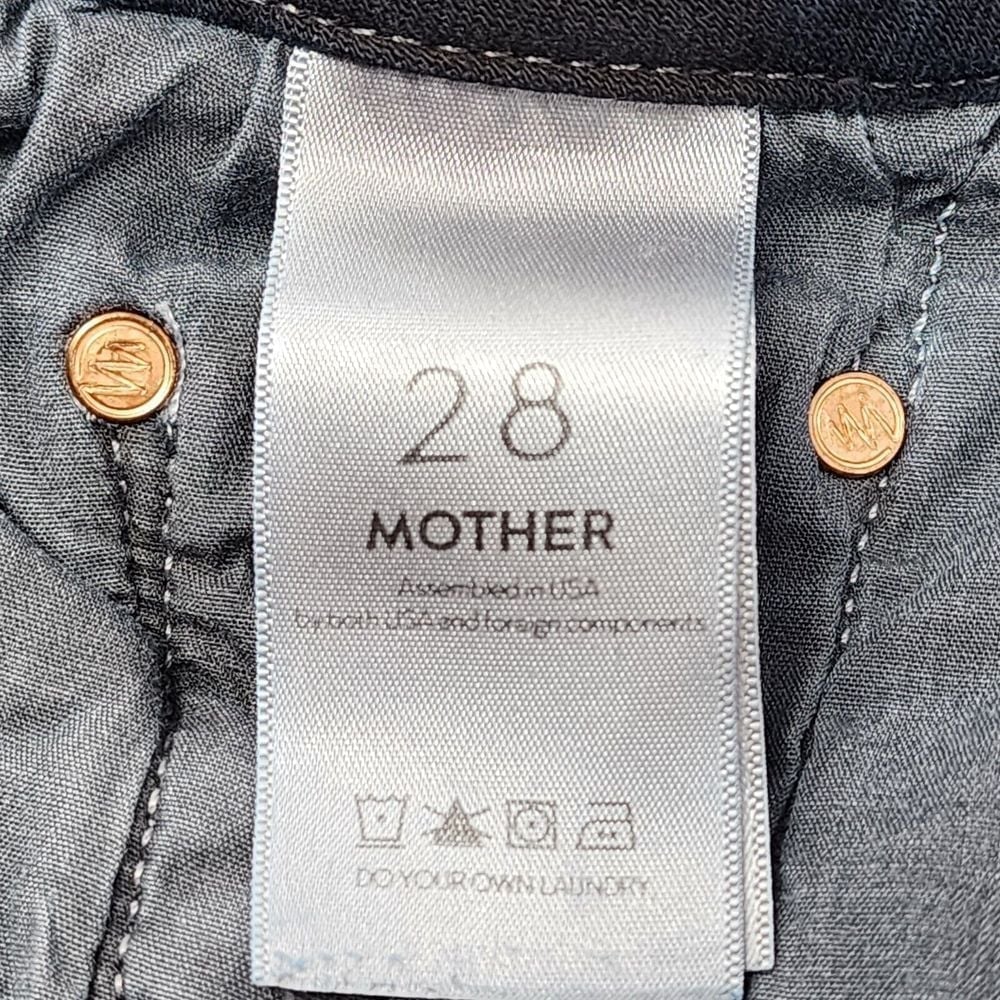 28
MOTHER
Assembled in USA
by both USA and foreign components
DO YOUR OWN LAUNDRY